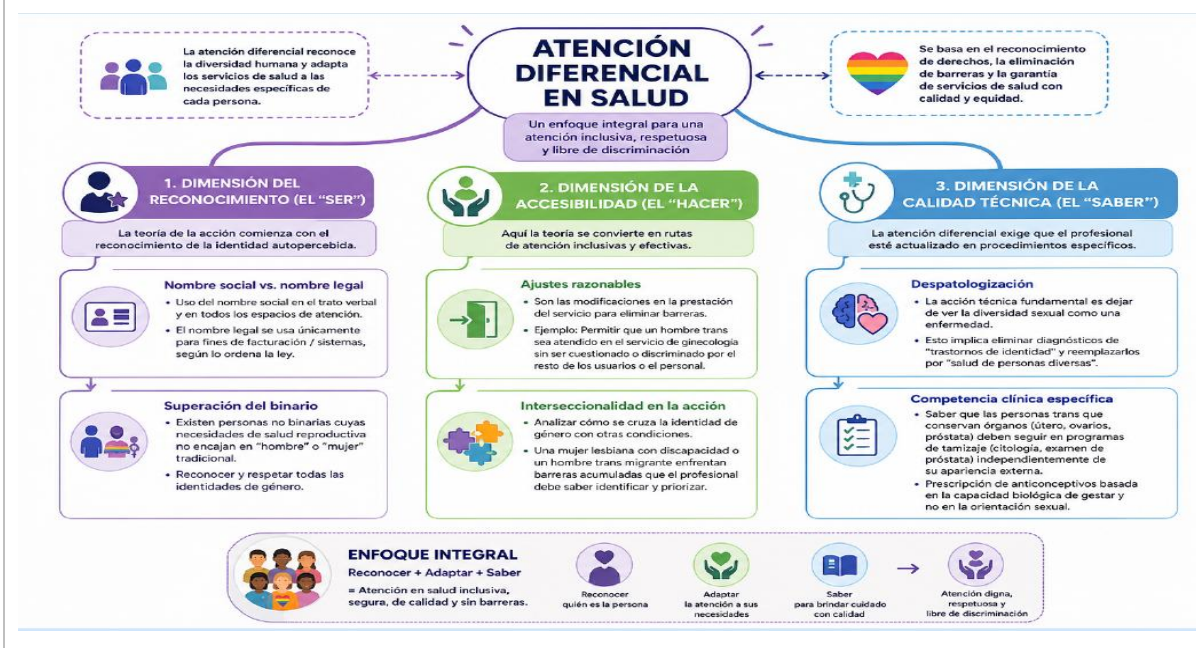 La atención diferencial reconoce
la diversidad humana y adapta
los servicios de salud a las
necesidades específicas de
cada persona.
ATENCIÓN
DIFERENCIAL
EN SALUD
Un enfoque integral para una
atención inclusiva, respetuosa
y libre de discriminación
Se basa en el reconocimiento
de derechos, la eliminación
de barreras y la garantía
de servicios de salud con
calidad y equidad.
1. DIMENSIÓN DEL
RECONOCIMIENTO (EL “SER”)
La teoría de la acción comienza con el
reconocimiento de la identidad autopercebida.
Nombre social vs. nombre legal
• Uso del nombre social en el trato verbal
y en todos los espacios de atención.
• El nombre legal se usa únicamente
para fines de facturación / sistemas,
según lo ordena la ley.
Superación del binario
• Existen personas no binarias cuyas
necesidades de salud reproductiva
no encajan en “hombre” o “mujer”
tradicional.
• Reconocer y respetar todas las
identidades de género.
2. DIMENSIÓN DE LA
ACCESIBILIDAD (EL “HACER”)
Aquí la teoría se convierte en rutas
de atención inclusivas y efectivas.
Ajustes razonables
• Son las modificaciones en la prestación
del servicio para eliminar barreras.
• Ejemplo: Permitir que un hombre trans
sea atendido en el servicio de ginecología
sin ser cuestionado o discriminado por el
resto de los usuarios o el personal.
Interseccionalidad en la acción
• Analizar cómo se cruza la identidad de
género con otras condiciones.
• Una mujer lesbiana con discapacidad o
un hombre trans migrante enfrentan
barreras acumuladas que el profesional
debe saber identificar y priorizar.
3. DIMENSIÓN DE LA
CALIDAD TÉCNICA (EL “SABER”)
La atención diferencial exige que el profesional
esté actualizado en procedimientos específicos.
Despatologización
• La acción técnica fundamental es dejar
de ver la diversidad sexual como una
enfermedad.
• Esto implica eliminar diagnósticos de
“trastornos de identidad” y reemplazarlos
por “salud de personas diversas”.
Competencia clínica específica
• Saber que las personas trans que
conservan órganos (útero, ovarios,
próstata) deben seguir en programas
de tamizaje (citología, examen de
próstata) independientemente de
su apariencia externa.
• Prescripción de anticonceptivos basada
en la capacidad biológica de gestar y
no en la orientación sexual.
ENFOQUE INTEGRAL
Reconocer + Adaptar + Saber
= Atención en salud inclusiva,
segura, de calidad y sin barreras.
Reconocer
quién es la persona
Adaptar
la atención a sus
necesidades
Saber
para brindar cuidado
con calidad
Atención digna,
respetuosa y
libre de discriminación